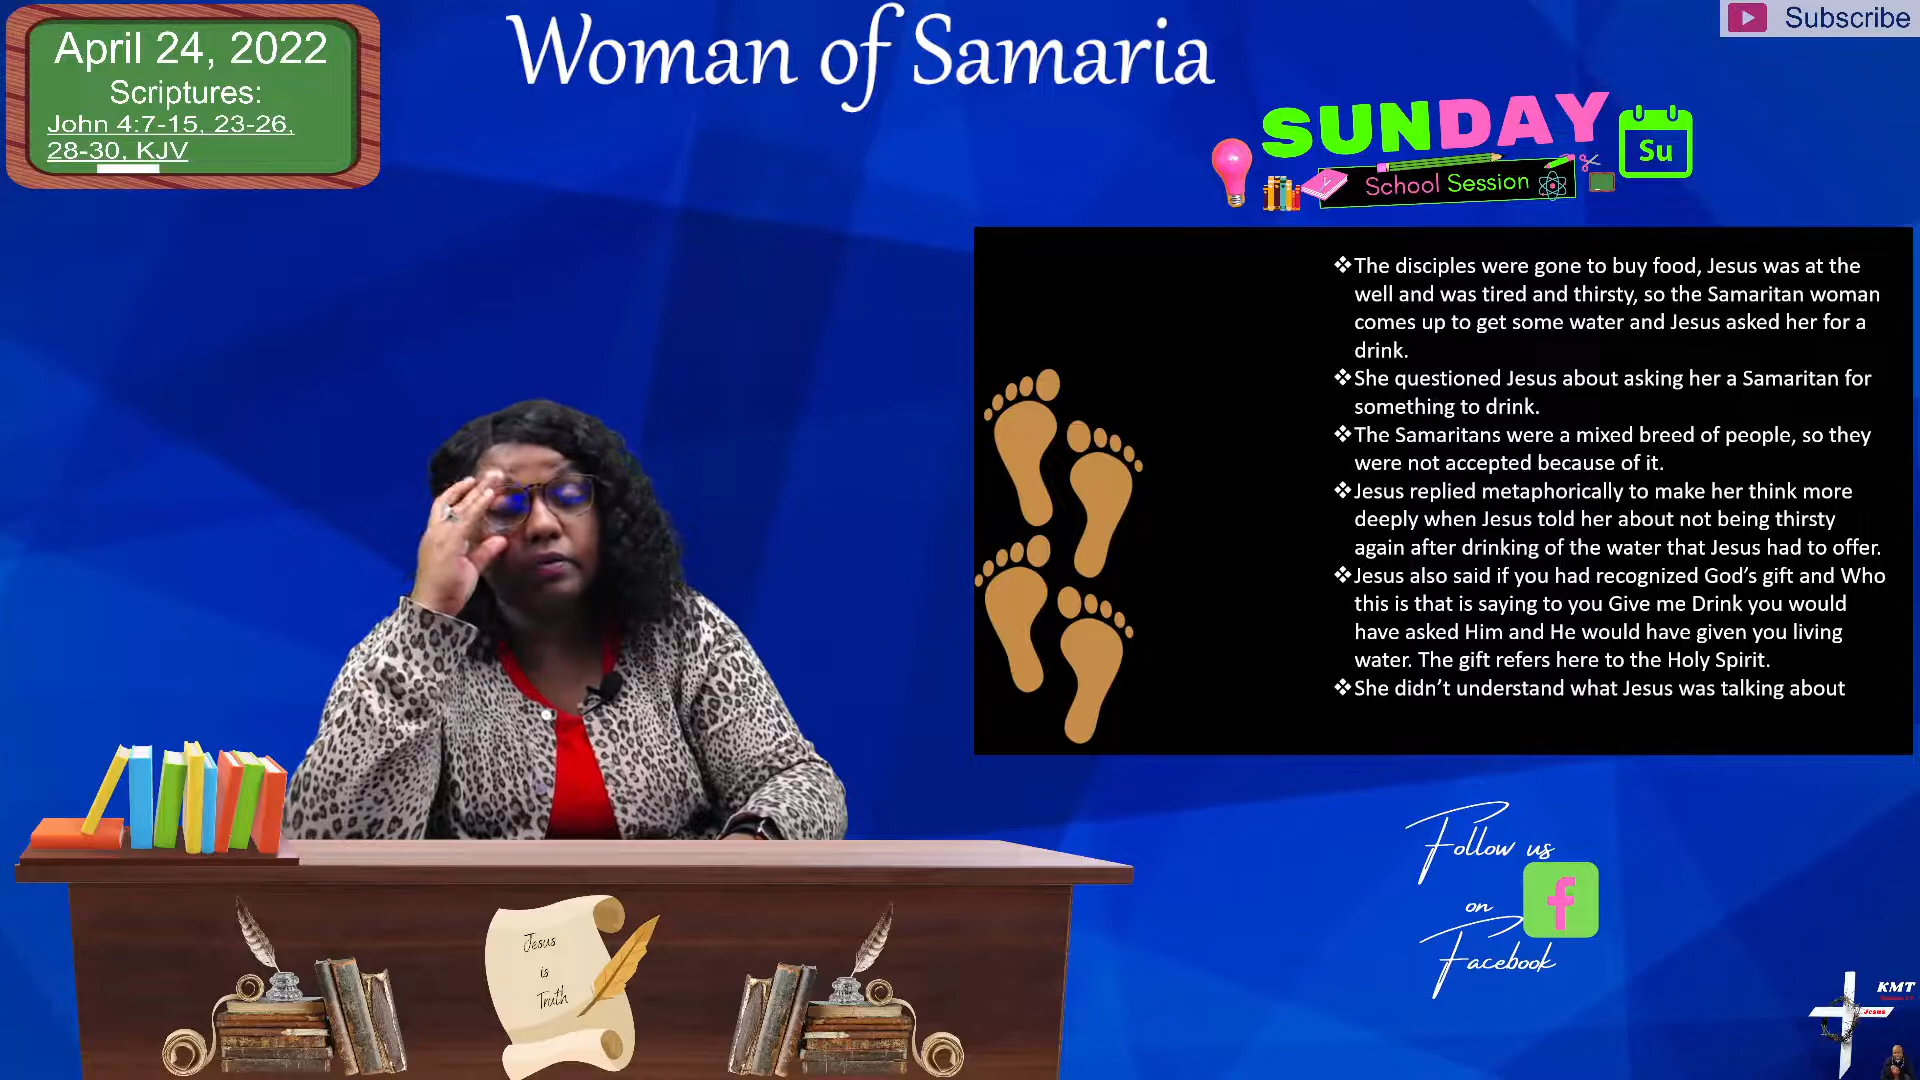 April 24, 2022
Scriptures:
John 4:7-15, 23-26,
28-30, KJV
Woman of Samaria
Subscribe
SUNDAY
Su
School Session
❖The disciples were gone to buy food, Jesus was at the
well and was tired and thirsty, so the Samaritan woman
comes up to get some water and Jesus asked her for a
drink.
❖She questioned Jesus about asking her a Samaritan for
something to drink.
❖The Samaritans were a mixed breed of people, so they
were not accepted because of it.
❖Jesus replied metaphorically to make her think more
deeply when Jesus told her about not being thirsty
again after drinking of the water that Jesus had to offer.
❖Jesus also said if you had recognized God’s gift and Who
this is that is saying to you Give me Drink you would
have asked Him and He would have given you living
water. The gift refers here to the Holy Spirit.
❖She didn’t understand what Jesus was talking about
Follow us
on
f
Facebook
Jesus
is
Truth
KMT
Jesus